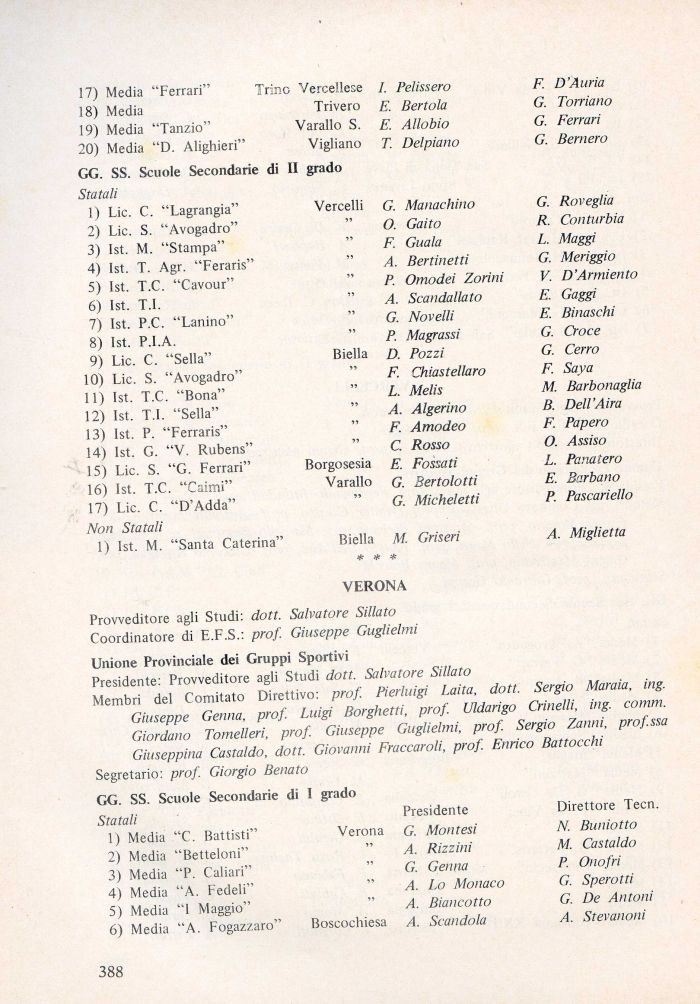 17) Media “Ferrari” Trino Vercellese I. Pelissero F. D'Auria
18) Media Trivero E. Bertola G. Torriano
19) Media “Tanzio” Varallo S. E. Allobio G. Ferrari
20) Media “D. Alighieri” Vigliano T. Delpiano G. Bernero
GG. SS. Scuole Secondarie di II grado
Statali
1) Lic. C. “Lagrangia” Vercelli G. Manachino G. Roveglia
2) Lic. S. “Avogadro” ” O. Gaito R. Conturbia
3) Ist. M. “Stampa” ” F. Guala L. Maggi
4) Ist. T. Agr. “Feraris” ” A. Bertinetti G. Meriggio
5) Ist. T.C. “Cavour” ” P. Omodei Zorini V. D'Armiento
6) Ist. T.I. ” A. Scandallato E. Gaggi
7) Ist. P.C. “Lanino” ” G. Novelli E. Binaschi
8) Ist. P.I.A. ” P. Magrassi G. Croce
9) Lic. C. “Sella” Biella D. Pozzi G. Cerro
10) Lic. S. “Avogadro” ” F. Chiastellaro F. Saya
11) Ist. T.C. “Bona” ” L. Melis M. Barbonaglia
12) Ist. T.I. “Sella” ” A. Algerino B. Dell'Aira
13) Ist. P. “Ferraris” ” F. Amodeo F. Papero
14) Ist. G. “V. Rubens” ” C. Rosso O. Assiso
15) Lic. S. “G. Ferrari” Borgosesia E. Fossati L. Panatero
16) Ist. T.C. “Caimi” Varallo G. Bertolotti E. Barbano
17) Lic. C. “D'Adda” ” G. Micheletti P. Pascariello
Non Statali
1) Ist. M. “Santa Caterina” Biella M. Griseri A. Miglietta
* * *
VERONA
Provveditore agli Studi: dott. Salvatore Sillato
Coordinatore di E.F.S.: prof. Giuseppe Guglielmi
Unione Provinciale dei Gruppi Sportivi
Presidente: Provveditore agli Studi dott. Salvatore Sillato
Membri del Comitato Direttivo: prof. Pierluigi Laita, dott. Sergio Maraia, ing.
Giuseppe Genna, prof. Luigi Borghetti, prof. Uldarigo Crinelli, ing. comm.
Giordano Tomelleri, prof. Giuseppe Guglielmi, prof. Sergio Zanni, prof.ssa
Giuseppina Castaldo, dott. Giovanni Fraccaroli, prof. Enrico Battocchi
Segretario: prof. Giorgio Benato
GG. SS. Scuole Secondarie di I grado
Statali Presidente Direttore Tecn.
1) Media “C. Battisti” Verona G. Montesi N. Buniotto
2) Media “Betteloni” ” A. Rizzini M. Castaldo
3) Media “P. Caliari” ” G. Genna P. Onofri
4) Media “A. Fedeli” ” A. Lo Monaco G. Sperotti
5) Media “I Maggio” ” A. Biancotto G. De Antoni
6) Media “A. Fogazzaro” Boscochiesa A. Scandola A. Stevanoni
388